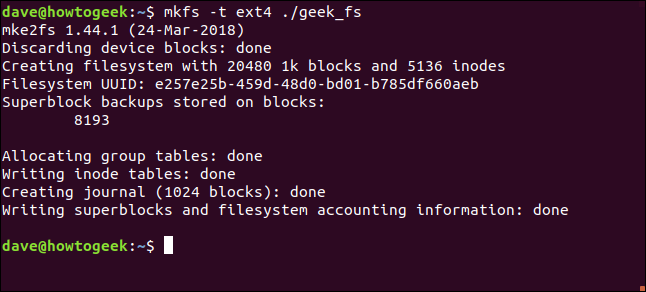 dave@howtogeek:~$ mkfs -t ext4 ./geek_fs
mke2fs 1.44.1 (24-Mar-2018)
Discarding device blocks: done
Creating filesystem with 20480 1k blocks and 5136 inodes
Filesystem UUID: e257e25b-459d-48d0-bd01-b785df660aeb
Superblock backups stored on blocks:
        8193

Allocating group tables: done
Writing inode tables: done
Creating journal (1024 blocks): done
Writing superblocks and filesystem accounting information: done

dave@howtogeek:~$